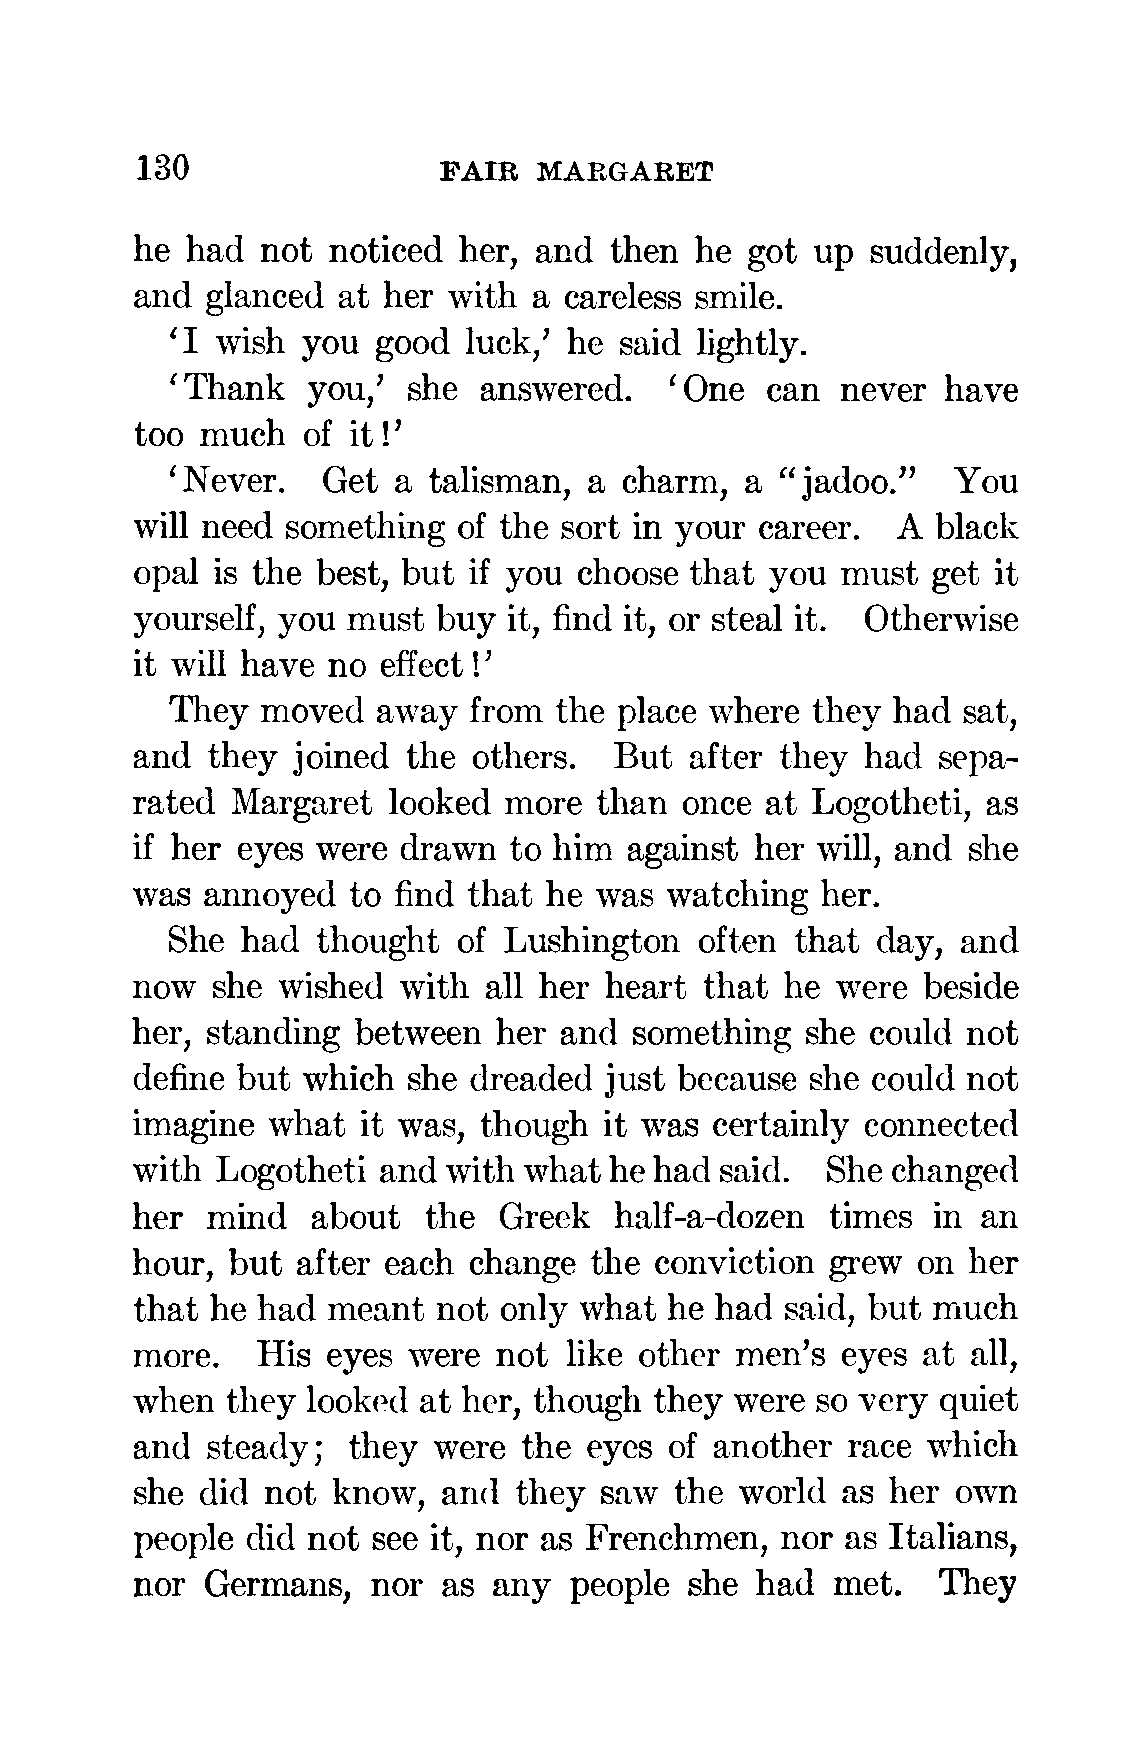 130 FAIR MARGARET
he had not noticed her, and then he got up suddenly,
and glanced at her with a careless smile.
‘I wish you good luck,’ he said lightly.
‘Thank you,’ she answered. ‘One can never have
too much of it!’
‘Never. Get a talisman, a charm, a “jadoo.” You
will need something of the sort in your career. A black
opal is the best, but if you choose that you must get it
yourself, you must buy it, find it, or steal it. Otherwise
it will have no effect!’
They moved away from the place where they had sat,
and they joined the others. But after they had sepa-
rated Margaret looked more than once at Logotheti, as
if her eyes were drawn to him against her will, and she
was annoyed to find that he was watching her.
She had thought of Lushington often that day, and
now she wished with all her heart that he were beside
her, standing between her and something she could not
define but which she dreaded just because she could not
imagine what it was, though it was certainly connected
with Logotheti and with what he had said. She changed
her mind about the Greek half-a-dozen times in an
hour, but after each change the conviction grew on her
that he had meant not only what he had said, but much
more. His eyes were not like other men’s eyes at all,
when they looked at her, though they were so very quiet
and steady; they were the eyes of another race which
she did not know, and they saw the world as her own
people did not see it, nor as Frenchmen, nor as Italians,
nor Germans, nor as any people she had met. They